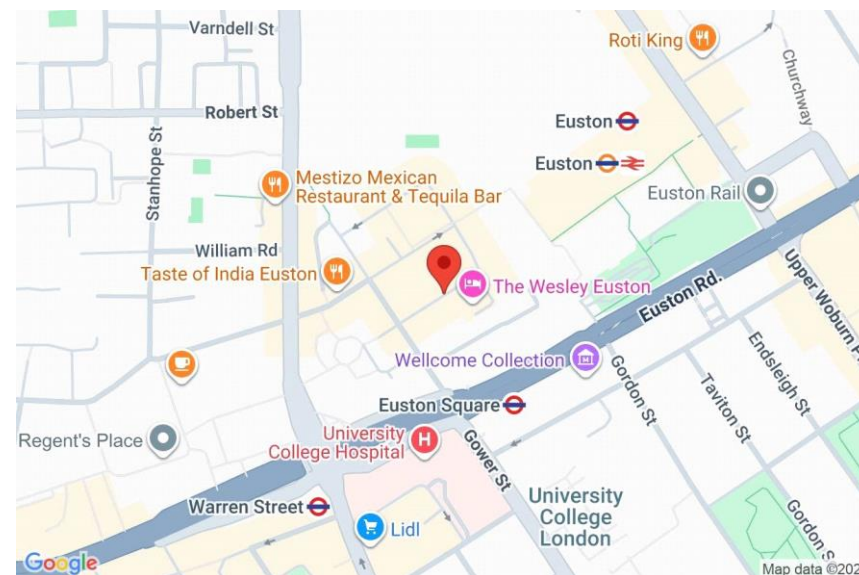 Varndell St
Roti King
Churchway
Robert St
Euston
Stanhope St
Euston
Mestizo Mexican
Restaurant & Tequila Bar
Euston Rail
William Rd
Taste of India Euston
The Wesley Euston
Euston Rd.
Upper Woburn
Wellcome Collection
Endsleigh St
Gordon St
Taviton St
Euston Square
Regent's Place
University
College Hospital
Gower St
University
College
London
Warren Street
Lidl
Gordon S
Google
Map data ©202